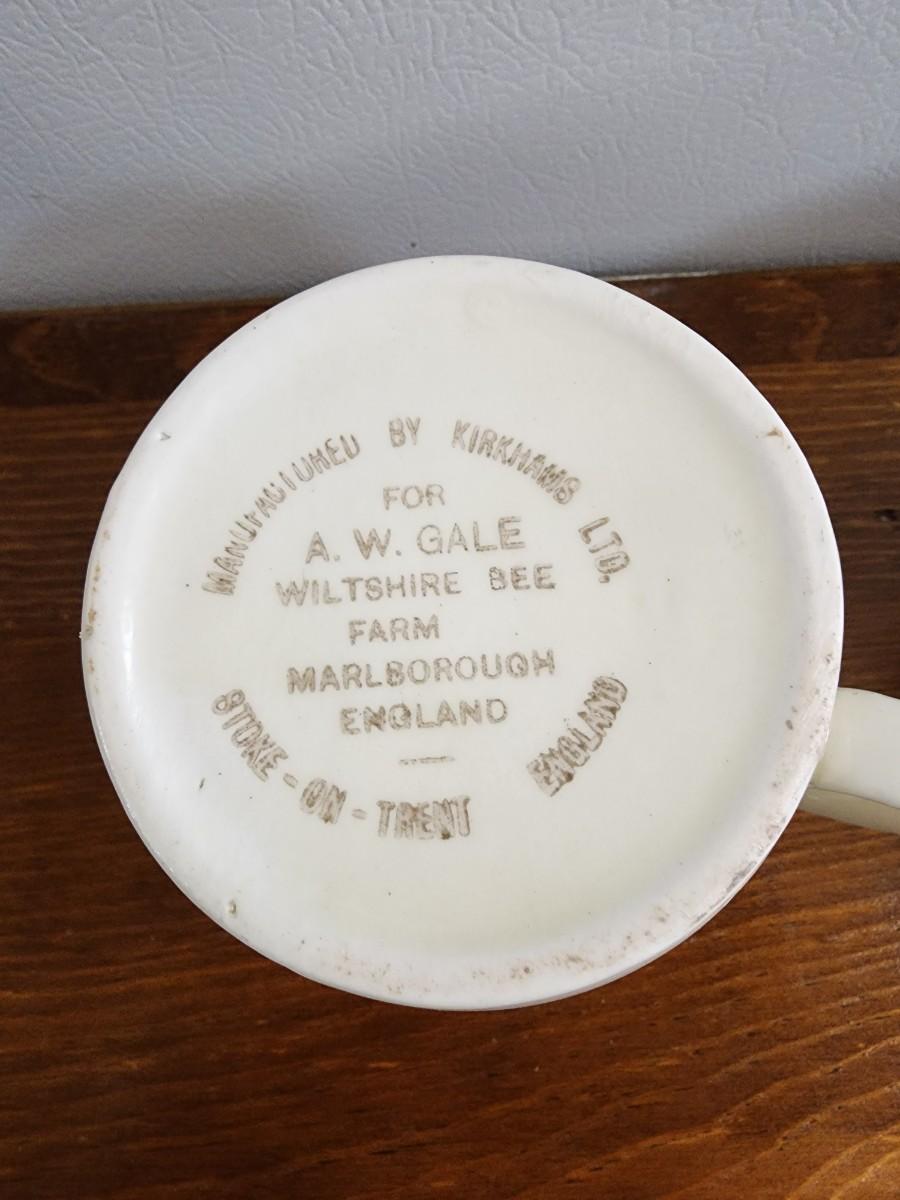 MANUFACTURED BY KIRKHAMS LTD.
FOR
A. W. GALE
WILTSHIRE BEE
FARM
MARLBOROUGH
ENGLAND
STOKE-ON-TRENT ENGLAND